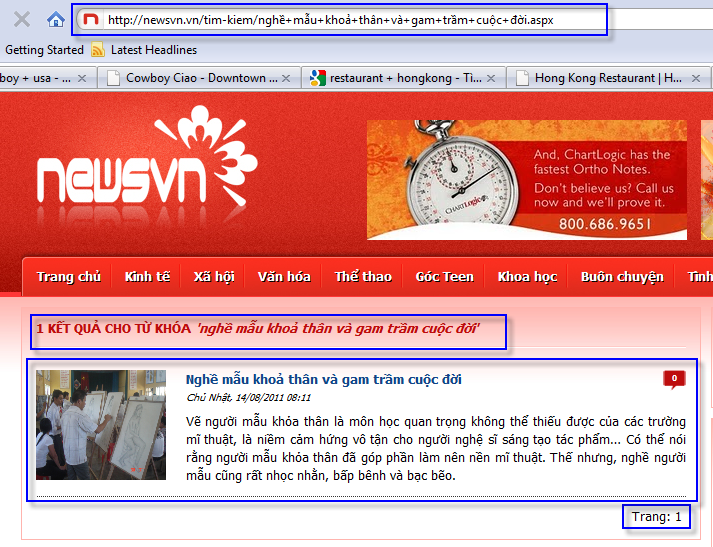 http://newsvn.vn/tim-kiem/nghề+mẫu+khoả+thân+và+gam+trầm+cuộc+đời.aspx
Getting Started Latest Headlines
boy + usa - ... Cowboy Ciao - Downtown ... restaurant + hongkong - Ti... Hong Kong Restaurant | H...
newsvn
And, ChartLogic has the
fastest Ortho Notes.
Don't believe us? Call us
now and we'll prove it.
CHARTLogic
800.686.9651
Trang chủ Kinh tế Xã hội Văn hóa Thể thao Góc Teen Khoa học Buôn chuyện Tình
1 KẾT QUẢ CHO TỪ KHÓA 'nghề mẫu khoả thân và gam trầm cuộc đời'
Nghề mẫu khoả thân và gam trầm cuộc đời 0
Chủ Nhật, 14/08/2011 08:11
Vẽ người mẫu khỏa thân là môn học quan trọng không thể thiếu được của các trường
mĩ thuật, là niềm cảm hứng vô tận cho người nghệ sĩ sáng tạo tác phẩm... Có thể nói
rằng người mẫu khỏa thân đã góp phần làm nên nền mĩ thuật. Thế nhưng, nghề người
mẫu cũng rất nhọc nhằn, bấp bênh và bạc bẽo.
Trang: 1